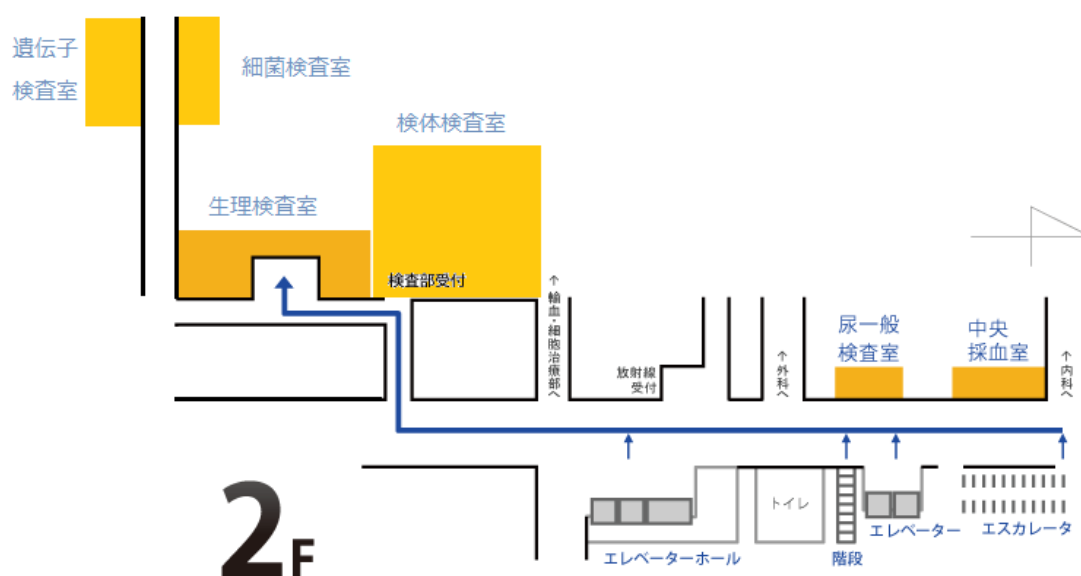 遺伝子
検査室
細菌検査室
検体検査室
生理検査室
検査部受付
↑輸血・細胞治療部へ
放射線
受付
↑外科へ
尿一般
検査室
中央
採血室
↑内科へ
トイレ
エレベーターホール
階段
エレベーター
エスカレータ
2F